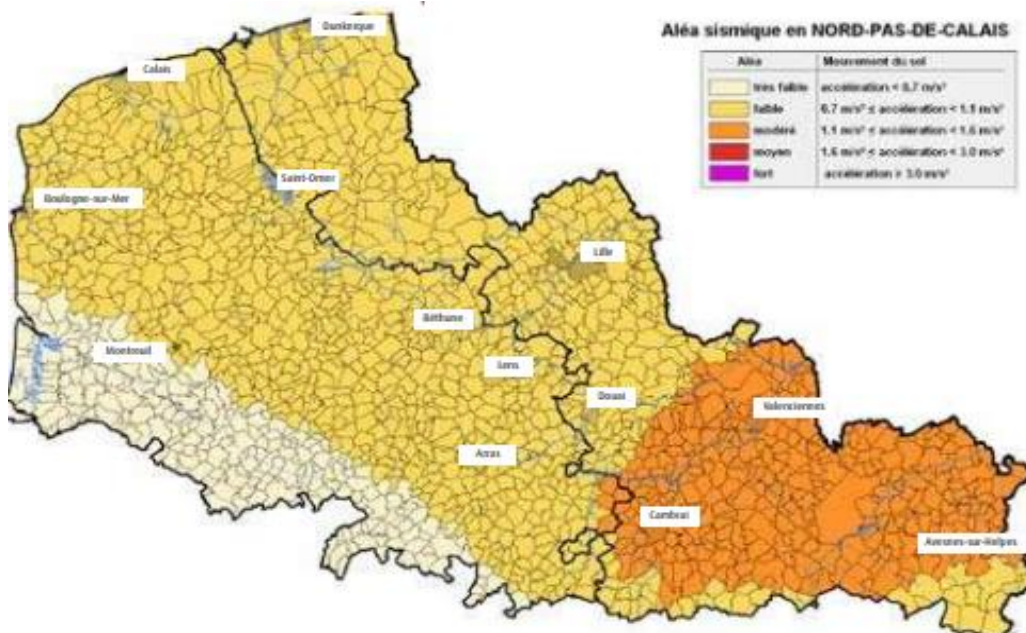 Dunkerque
Aléa sismique en NORD-PAS-DE-CALAIS
Aléa Mouvement du sol
très faible accélération < 0.7 m/s²
faible 0.7 m/s² ≤ accélération < 1.1 m/s²
modéré 1.1 m/s² ≤ accélération < 1.6 m/s²
moyen 1.6 m/s² ≤ accélération < 3.0 m/s²
fort accélération ≥ 3.0 m/s²
Calais
Saint-Omer
Boulogne-sur-Mer
Lille
Béthune
Montreuil
Lens
Douai
Valenciennes
Arras
Cambrai
Avesnes-sur-Helpes